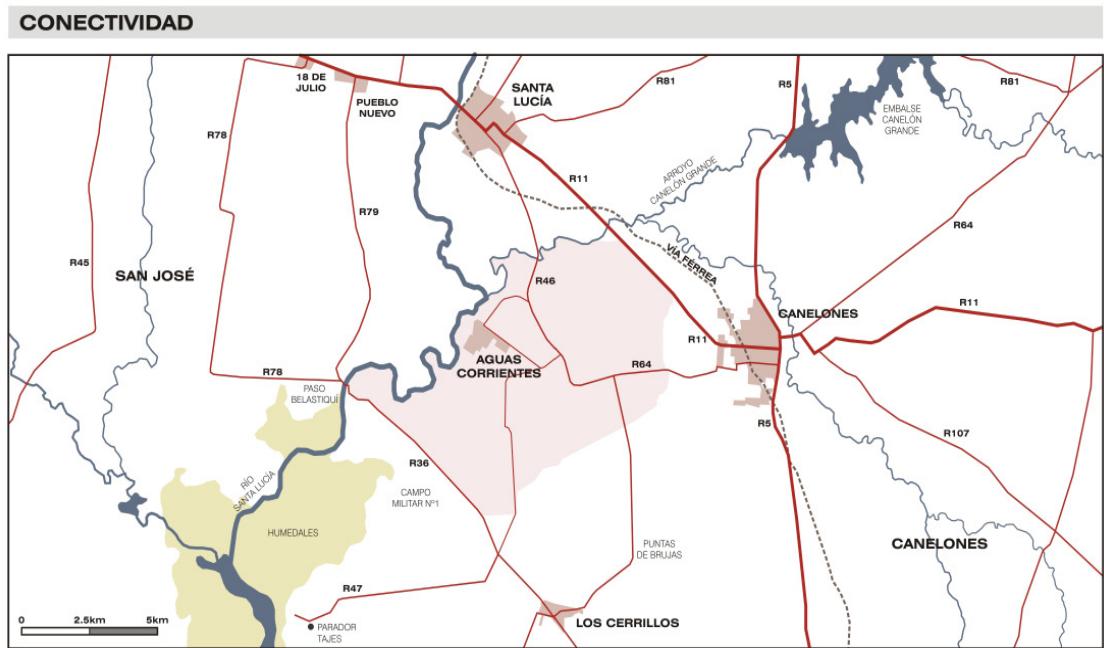 CONECTIVIDAD
18 DE
JULIO
PUEBLO
NUEVO
SANTA
LUCÍA
R81
R5
R81
EMBALSE
CANELÓN
GRANDE
R78
R11
ARROYO
CANELÓN GRANDE
R79
R64
R45
SAN JOSÉ
VÍA FÉRREA
R46
R11
CANELONES
R11
AGUAS
CORRIENTES
R64
R78
PASO
BELASTIQUÍ
R5
R107
R36
RÍO
SANTA LUCÍA
CAMPO
MILITAR Nº1
HUMEDALES
PUNTAS
DE BRUJAS
CANELONES
R47
0 2.5km 5km
PARADOR
TAJES
LOS CERRILLOS